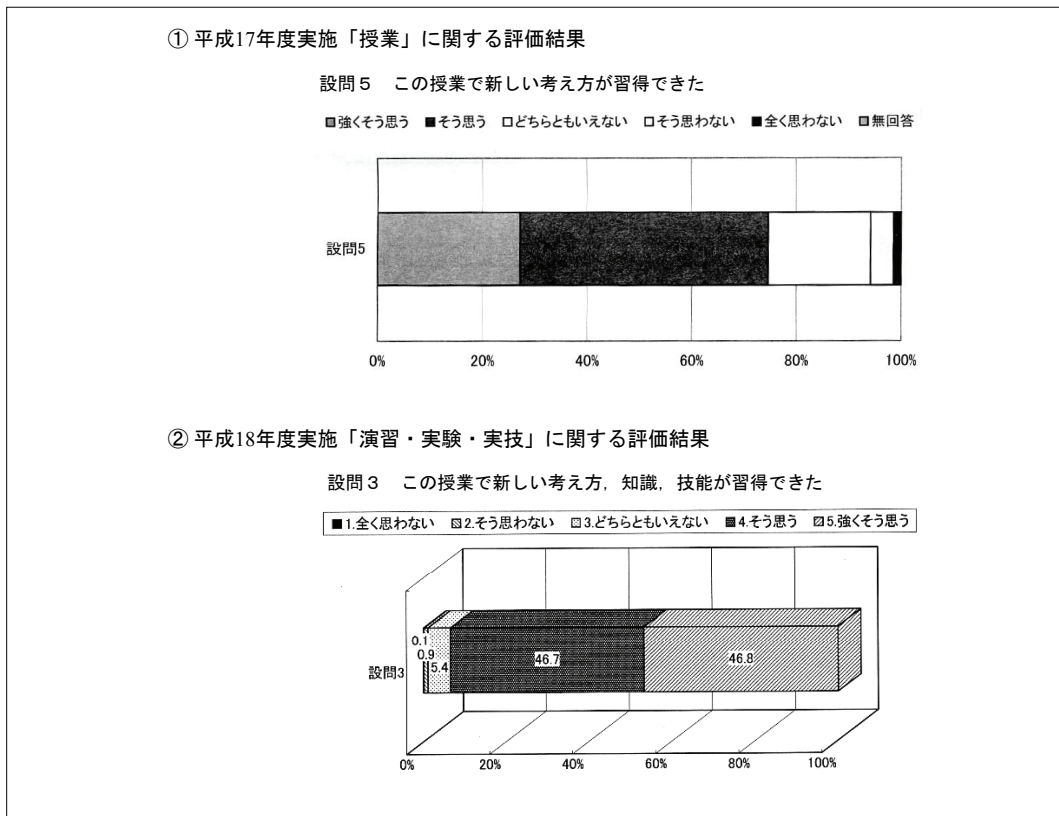 ① 平成17年度実施「授業」に関する評価結果
設問５　この授業で新しい考え方が習得できた
■強くそう思う ■そう思う □どちらともいえない □そう思わない ■全く思わない ■無回答
設問5
0% 20% 40% 60% 80% 100%
② 平成18年度実施「演習・実験・実技」に関する評価結果
設問３　この授業で新しい考え方，知識，技能が習得できた
■1.全く思わない ▨2.そう思わない ▨3.どちらともいえない ■4.そう思う ▨5.強くそう思う
0.1
0.9
5.4
46.7
46.8
設問3
0% 20% 40% 60% 80% 100%